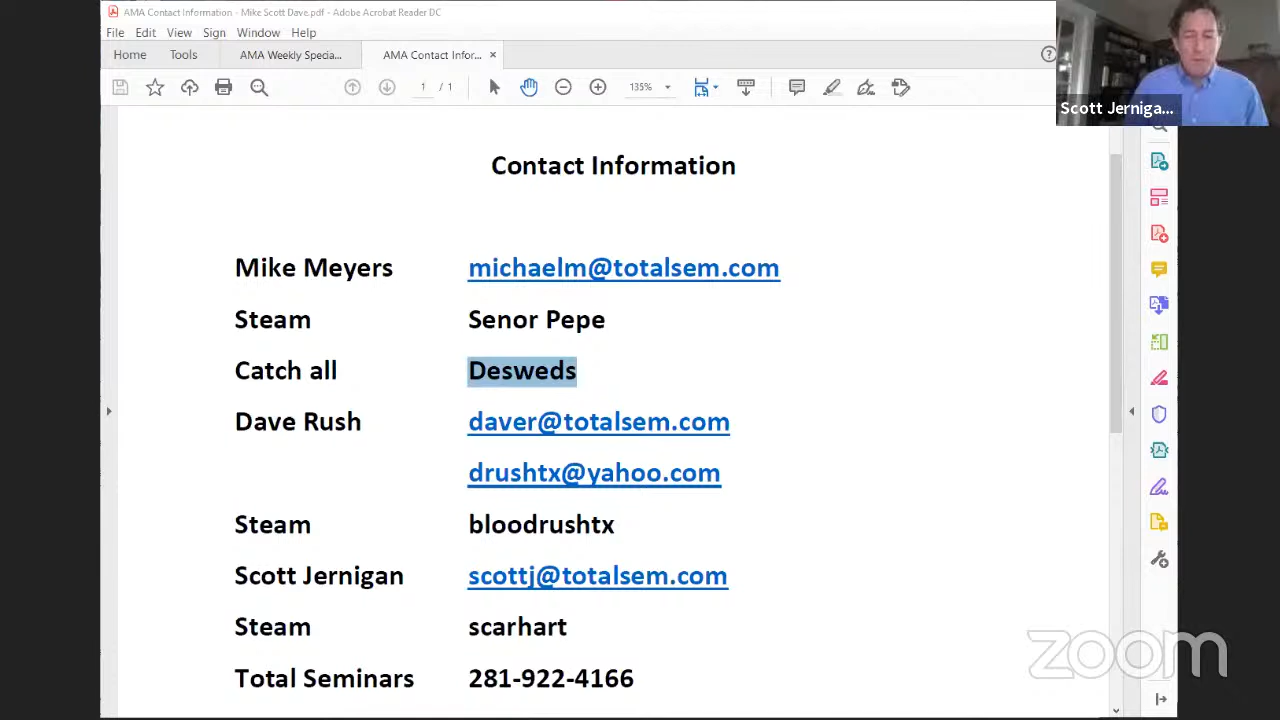 AMA Contact Information - Mike Scott Dave.pdf - Adobe Acrobat Reader DC
File Edit View Sign Window Help
Home Tools AMA Weekly Specia... AMA Contact Infor... ×
1 / 1 135%
Scott Jerniga...
Contact Information
Mike Meyers michaelm@totalsem.com
Steam Senor Pepe
Catch all Desweds
Dave Rush daver@totalsem.com
drushtx@yahoo.com
Steam bloodrushtx
Scott Jernigan scottj@totalsem.com
Steam scarhart
Total Seminars 281-922-4166
zoom